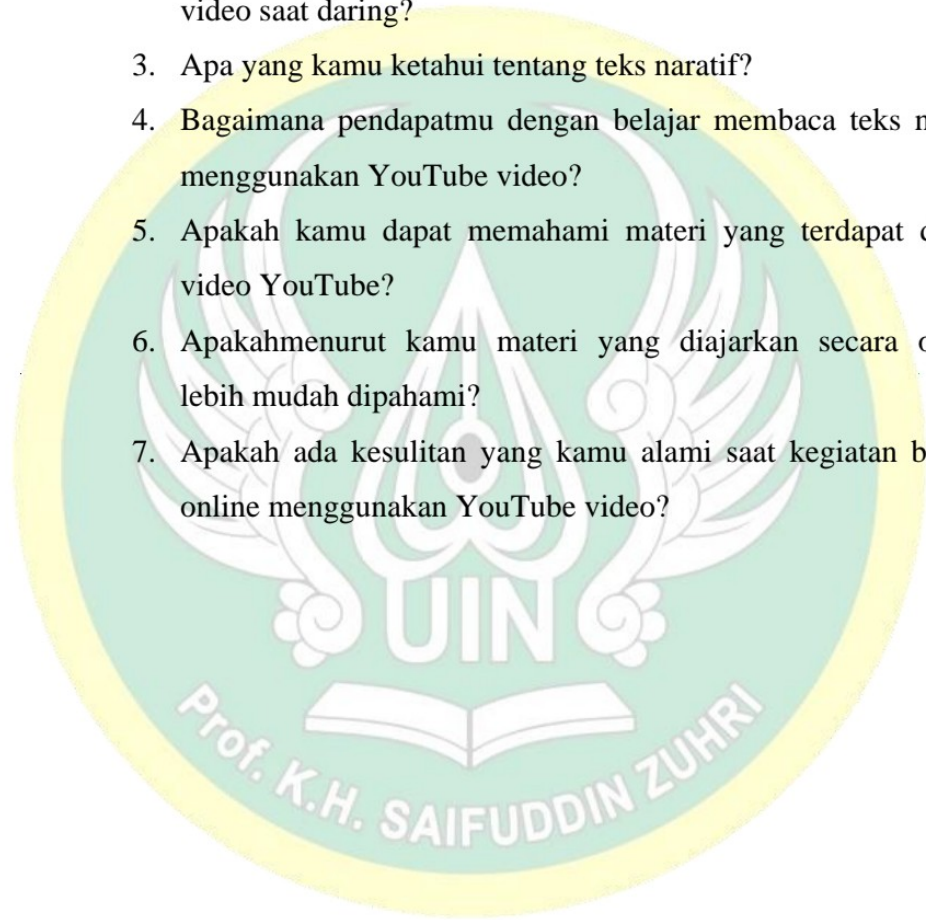 video saat daring?
3. Apa yang kamu ketahui tentang teks naratif?
4. Bagaimana pendapatmu dengan belajar membaca teks
menggunakan YouTube video?
5. Apakah kamu dapat memahami materi yang terdapat
video YouTube?
6. Apakahmenurut kamu materi yang diajarkan secara
lebih mudah dipahami?
7. Apakah ada kesulitan yang kamu alami saat kegiatan
online menggunakan YouTube video?
UIN
Prof. K.H. SAIFUDDIN ZUHRI